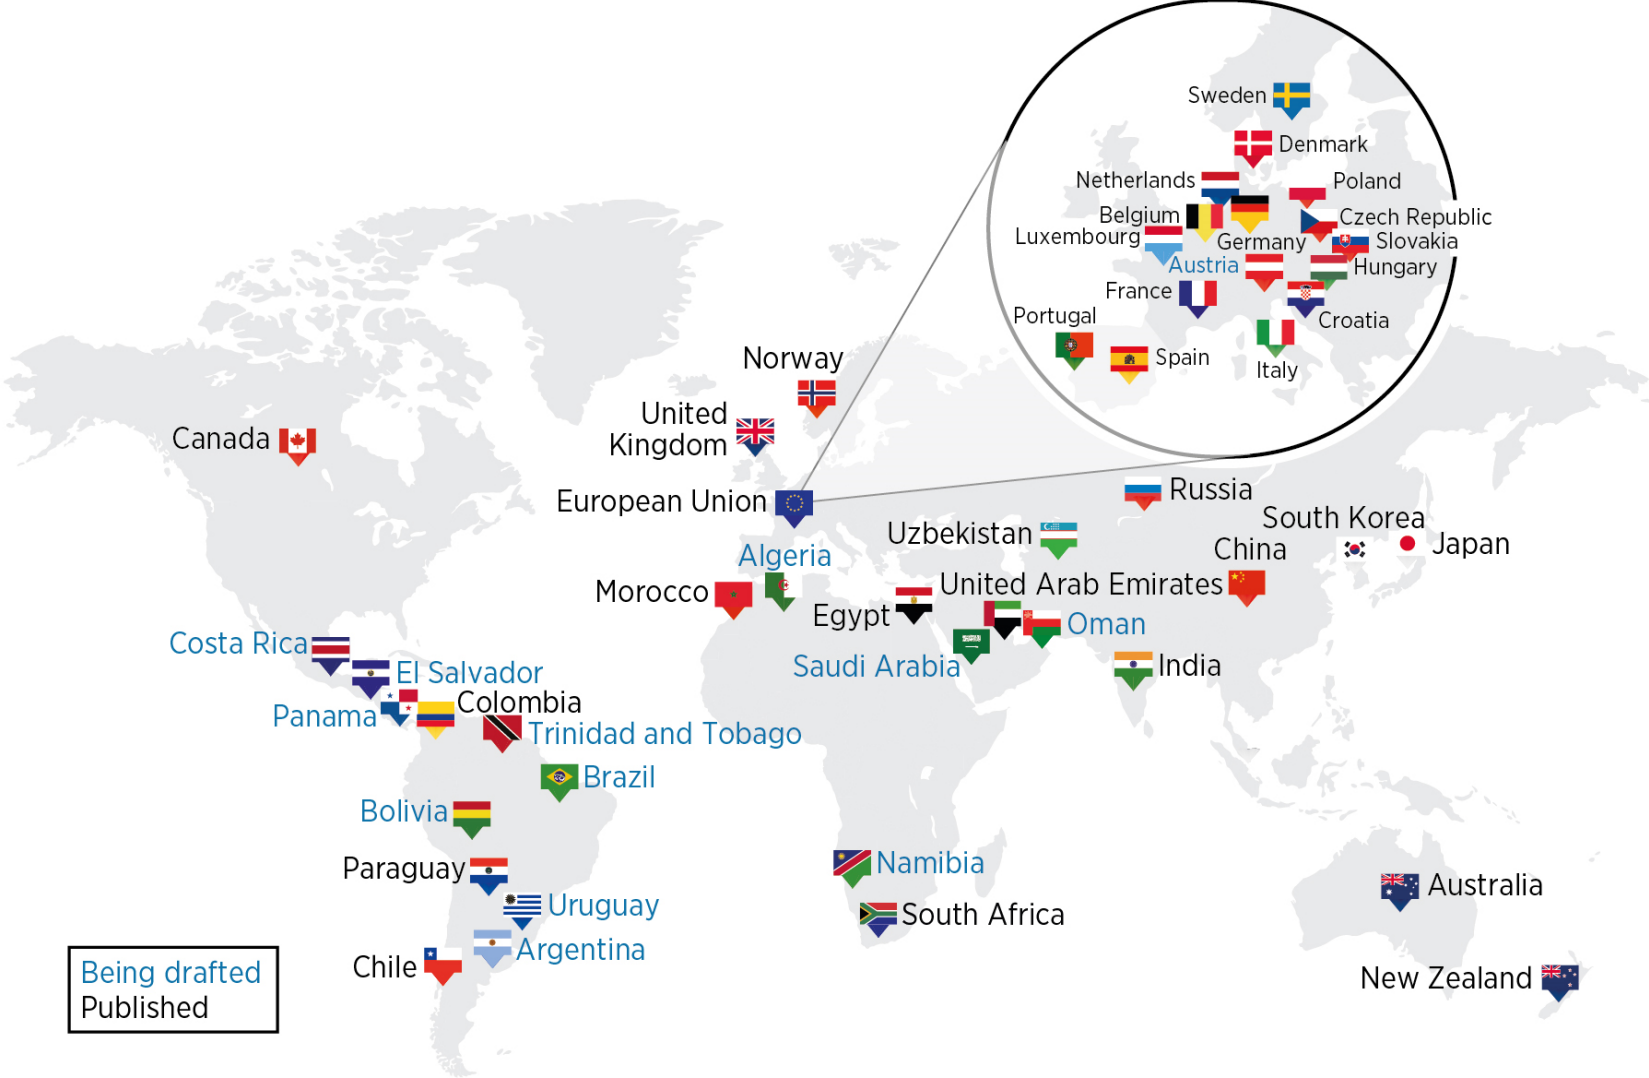 Sweden
Denmark
Netherlands
Poland
Belgium
Czech Republic
Luxembourg
Germany
Slovakia
Austria
Hungary
France
Portugal
Croatia
Spain
Italy
Norway
United
Kingdom
Canada
European Union
Russia
South Korea
Uzbekistan
China
Japan
Algeria
Morocco
United Arab Emirates
Egypt
Oman
Costa Rica
Saudi Arabia
India
El Salvador
Colombia
Panama
Trinidad and Tobago
Brazil
Bolivia
Paraguay
Namibia
Australia
Uruguay
South Africa
Argentina
Chile
New Zealand
Being drafted
Published